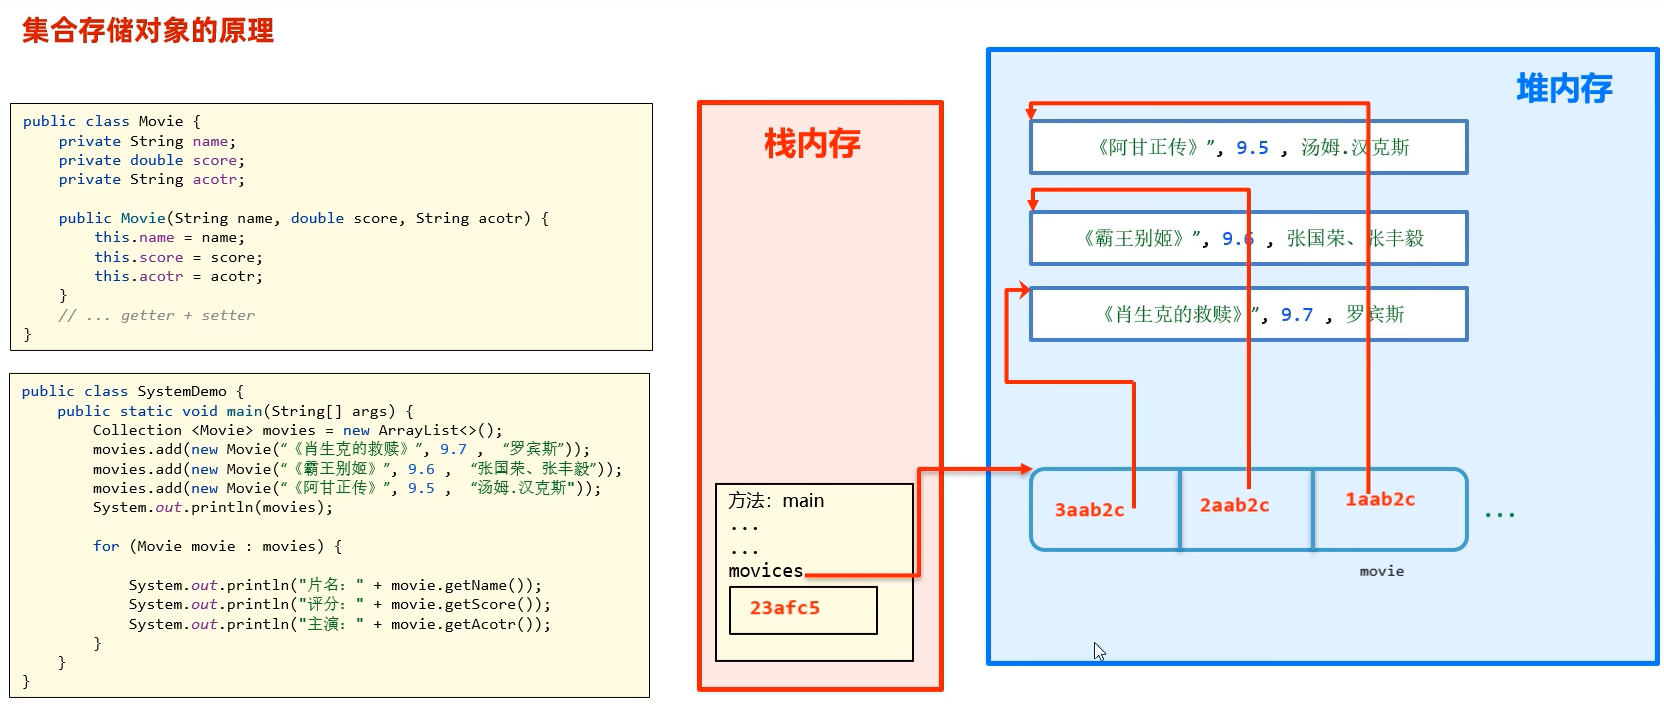 集合存储对象的原理
public class Movie {
private String name;
private double score;
private String acotr;
public Movie(String name, double score, String acotr) {
this.name = name;
this.score = score;
this.acotr = acotr;
}
// ... getter + setter
}
public class SystemDemo {
public static void main(String[] args) {
Collection <Movie> movies = new ArrayList<>();
movies.add(new Movie(“《肖生克的救赎》”, 9.7 , “罗宾斯”));
movies.add(new Movie(“《霸王别姬》”, 9.6 , “张国荣、张丰毅”));
movies.add(new Movie(“《阿甘正传》”, 9.5 , “汤姆.汉克斯"));
System.out.println(movies);
for (Movie movie : movies) {
System.out.println("片名：" + movie.getName());
System.out.println("评分：" + movie.getScore());
System.out.println("主演：" + movie.getAcotr());
}
}
}
栈内存
方法：main
...
...
movices
23afc5
堆内存
《阿甘正传》”, 9.5 , 汤姆.汉克斯
《霸王别姬》”, 9.6 , 张国荣、张丰毅
《肖生克的救赎》”, 9.7 , 罗宾斯
3aab2c 2aab2c 1aab2c ...
movie